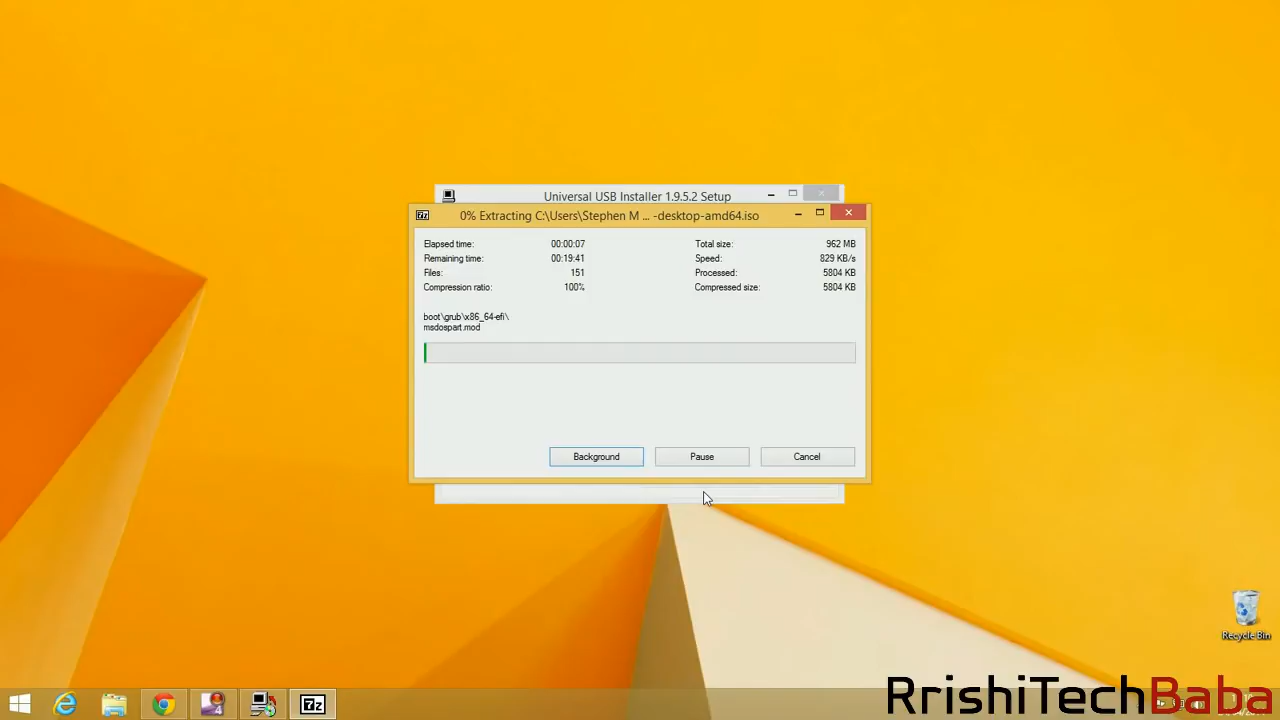 Universal USB Installer 1.9.5.2 Setup
0% Extracting C:\Users\Stephen M ... -desktop-amd64.iso
Elapsed time: 00:00:07 Total size: 962 MB
Remaining time: 00:19:41 Speed: 829 KB/s
Files: 151 Processed: 5804 KB
Compression ratio: 100% Compressed size: 5804 KB
boot\grub\x86_64-efi\
msdospart.mod
Background Pause Cancel
Recycle Bin
7z
RrishiTechBaba